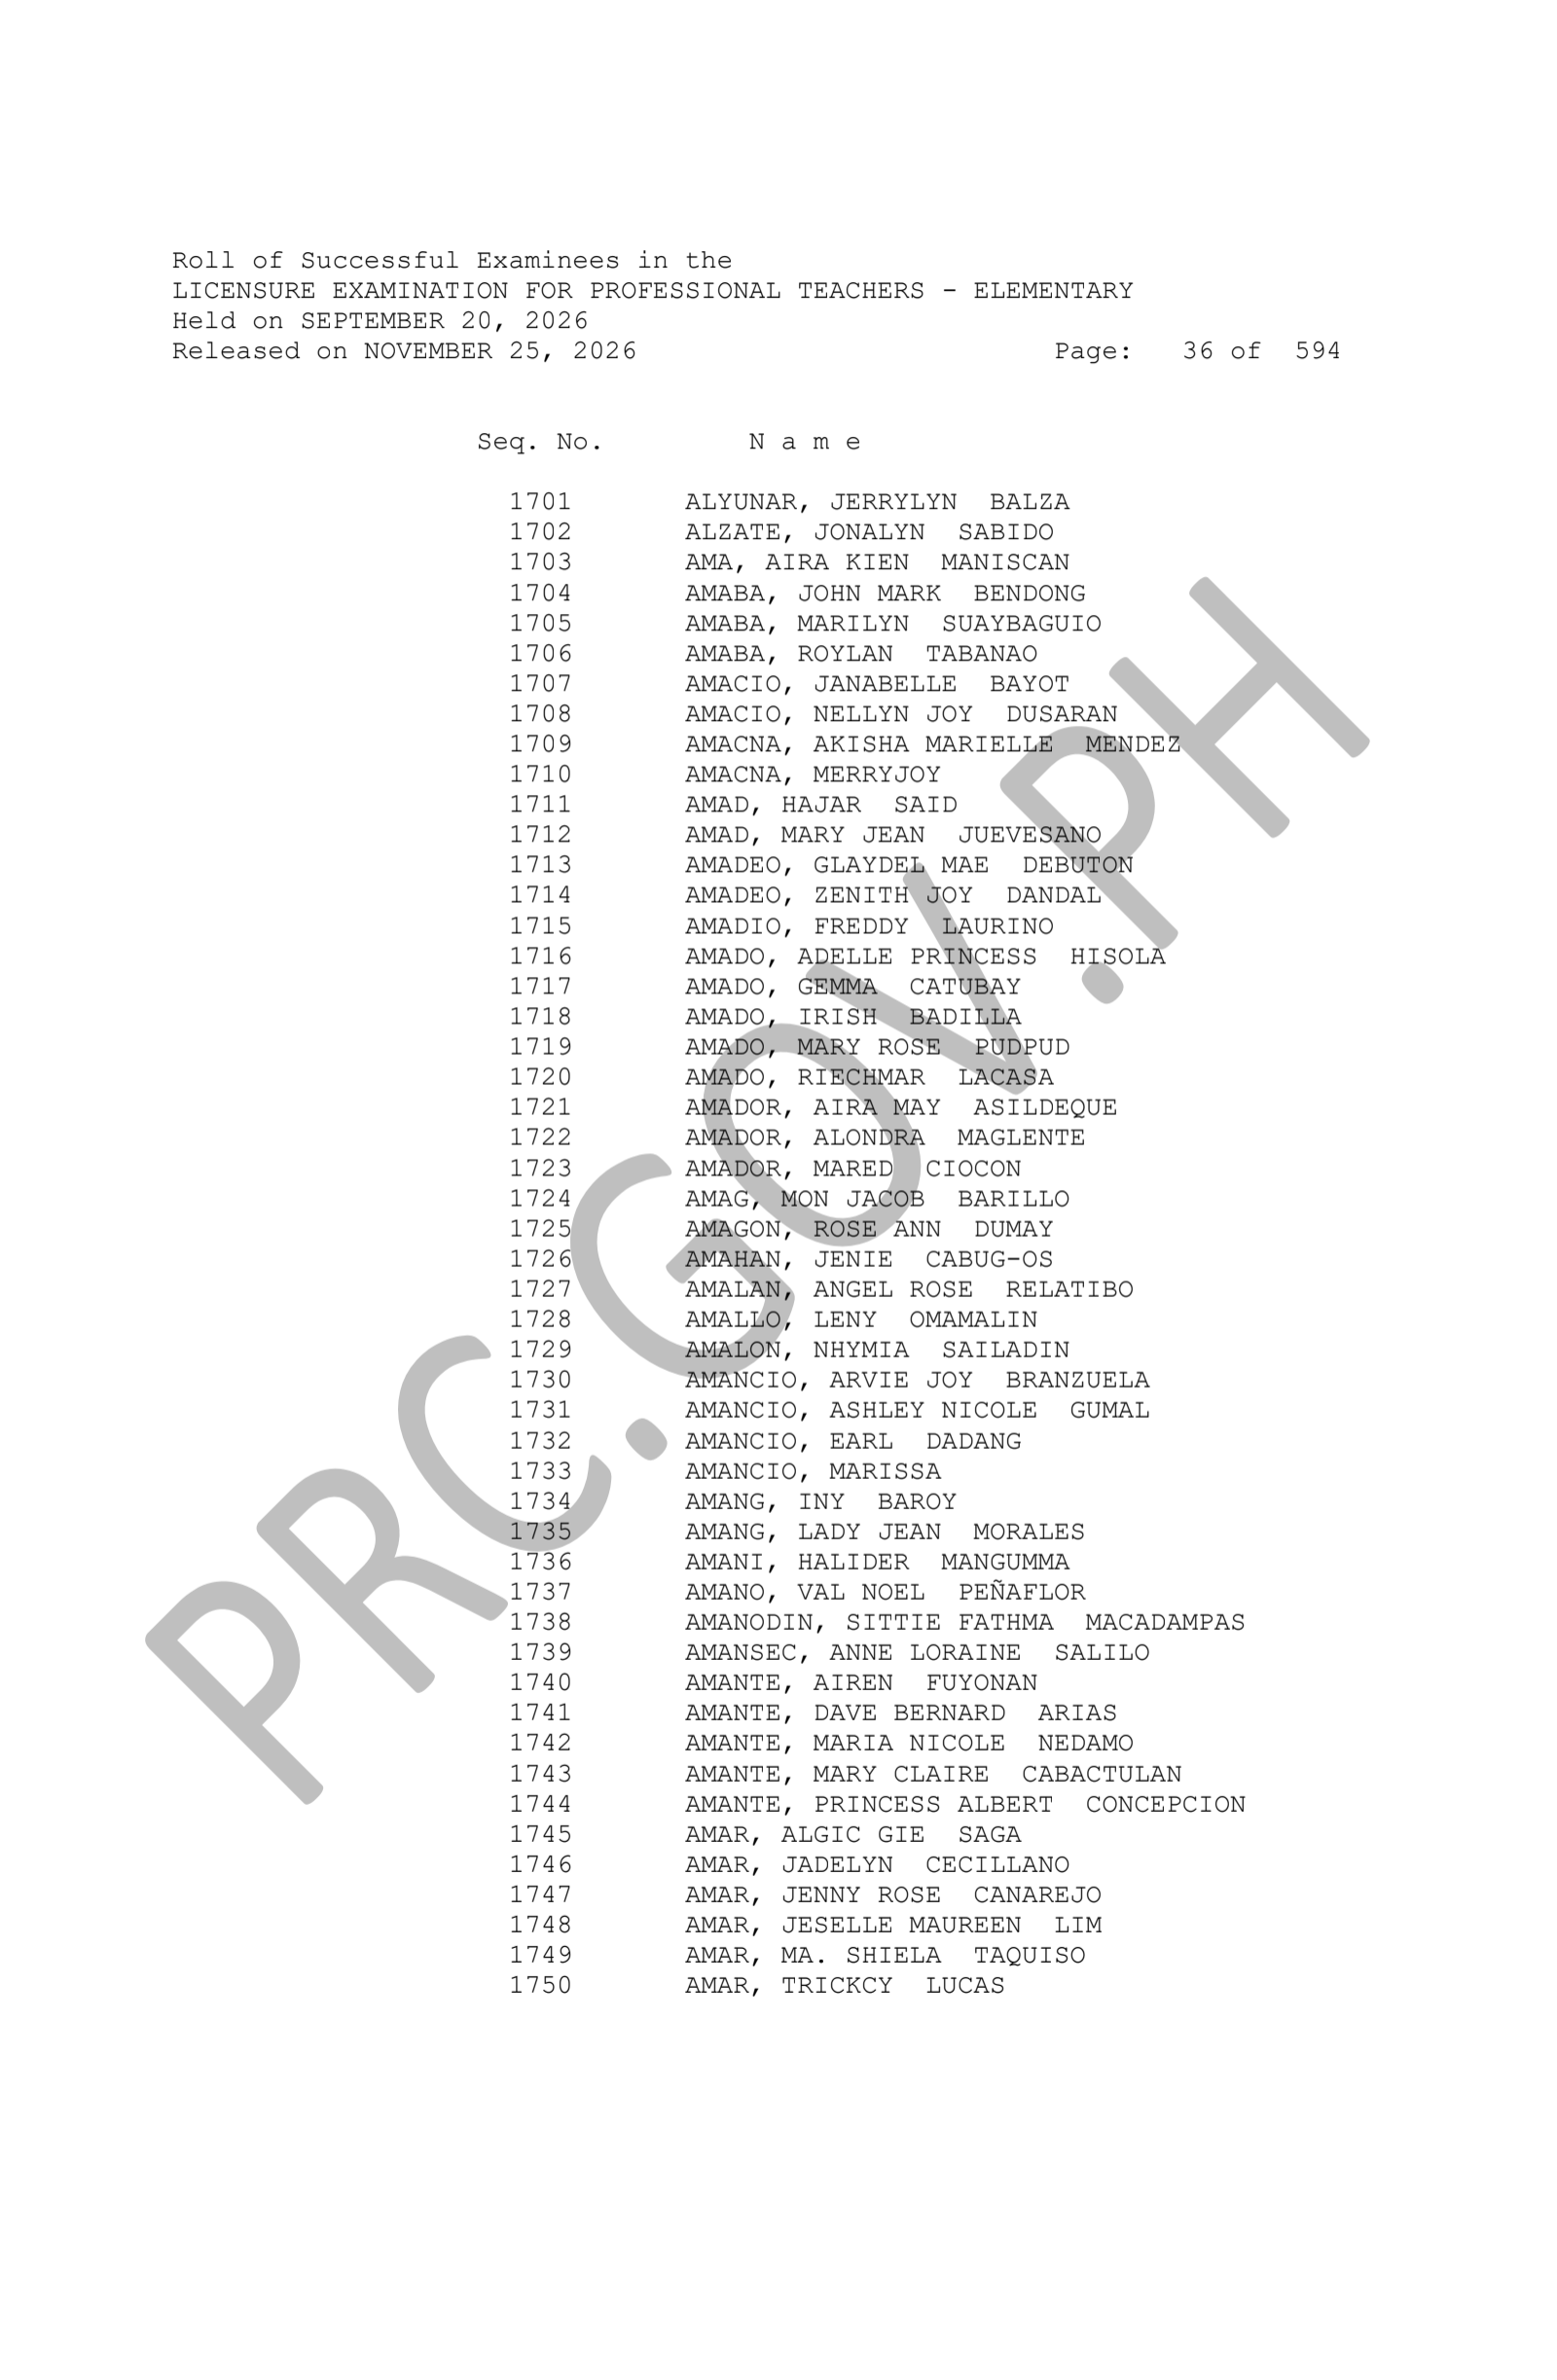 Roll of Successful Examinees in the
LICENSURE EXAMINATION FOR PROFESSIONAL TEACHERS - ELEMENTARY
Held on SEPTEMBER 20, 2026
Released on NOVEMBER 25, 2026 Page: 36 of 594
Seq. No. N a m e
1701 ALYUNAR, JERRYLYN BALZA
1702 ALZATE, JONALYN SABIDO
1703 AMA, AIRA KIEN MANISCAN
1704 AMABA, JOHN MARK BENDONG
1705 AMABA, MARILYN SUAYBAGUIO
1706 AMABA, ROYLAN TABANAO
1707 AMACIO, JANABELLE BAYOT
1708 AMACIO, NELLYN JOY DUSARAN
1709 AMACNA, AKISHA MARIELLE MENDEZ
1710 AMACNA, MERRYJOY
1711 AMAD, HAJAR SAID
1712 AMAD, MARY JEAN JUEVESANO
1713 AMADEO, GLAYDEL MAE DEBUTON
1714 AMADEO, ZENITH JOY DANDAL
1715 AMADIO, FREDDY LAURINO
1716 AMADO, ADELLE PRINCESS HISOLA
1717 AMADO, GEMMA CATUBAY
1718 AMADO, IRISH BADILLA
1719 AMADO, MARY ROSE PUDPUD
1720 AMADO, RIECHMAR LACASA
1721 AMADOR, AIRA MAY ASILDEQUE
1722 AMADOR, ALONDRA MAGLENTE
1723 AMADOR, MARED CIOCON
1724 AMAG, MON JACOB BARILLO
1725 AMAGON, ROSE ANN DUMAY
1726 AMAHAN, JENIE CABUG-OS
1727 AMALAN, ANGEL ROSE RELATIBO
1728 AMALLO, LENY OMAMALIN
1729 AMALON, NHYMIA SAILADIN
1730 AMANCIO, ARVIE JOY BRANZUELA
1731 AMANCIO, ASHLEY NICOLE GUMAL
1732 AMANCIO, EARL DADANG
1733 AMANCIO, MARISSA
1734 AMANG, INY BAROY
1735 AMANG, LADY JEAN MORALES
1736 AMANI, HALIDER MANGUMMA
1737 AMANO, VAL NOEL PEÑAFLOR
1738 AMANODIN, SITTIE FATHMA MACADAMPAS
1739 AMANSEC, ANNE LORAINE SALILO
1740 AMANTE, AIREN FUYONAN
1741 AMANTE, DAVE BERNARD ARIAS
1742 AMANTE, MARIA NICOLE NEDAMO
1743 AMANTE, MARY CLAIRE CABACTULAN
1744 AMANTE, PRINCESS ALBERT CONCEPCION
1745 AMAR, ALGIC GIE SAGA
1746 AMAR, JADELYN CECILLANO
1747 AMAR, JENNY ROSE CANAREJO
1748 AMAR, JESELLE MAUREEN LIM
1749 AMAR, MA. SHIELA TAQUISO
1750 AMAR, TRICKCY LUCAS
PRC.GOV.PH